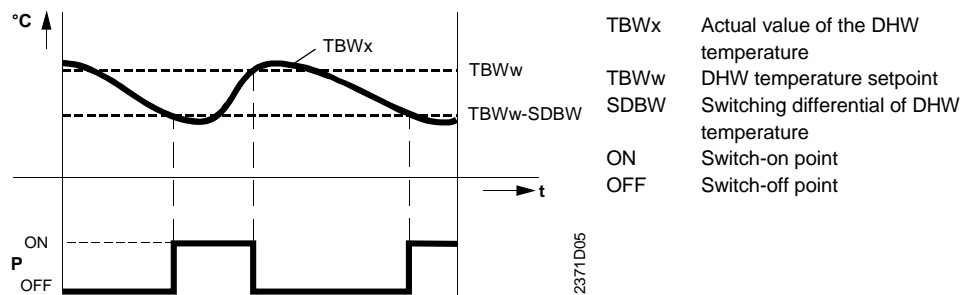 °C
TBWx
TBWw
TBWw-SDBW
t
ON
P
OFF
2371D05
TBWx Actual value of the DHW
temperature
TBWw DHW temperature setpoint
SDBW Switching differential of DHW
temperature
ON Switch-on point
OFF Switch-off point